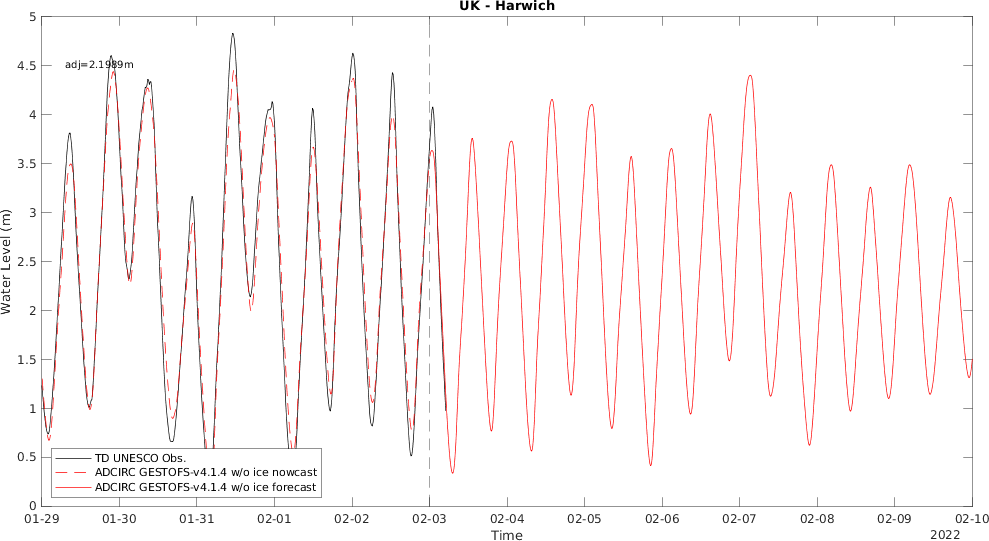 UK - Harwich
5
4.5
4
3.5
3
2.5
2
1.5
1
0.5
0
Water Level (m)
adj=2.1989m
TD UNESCO Obs.
ADCIRC GESTOFS-v4.1.4 w/o ice nowcast
ADCIRC GESTOFS-v4.1.4 w/o ice forecast
01-29 01-30 01-31 02-01 02-02 02-03 02-04 02-05 02-06 02-07 02-08 02-09 02-10
Time
2022